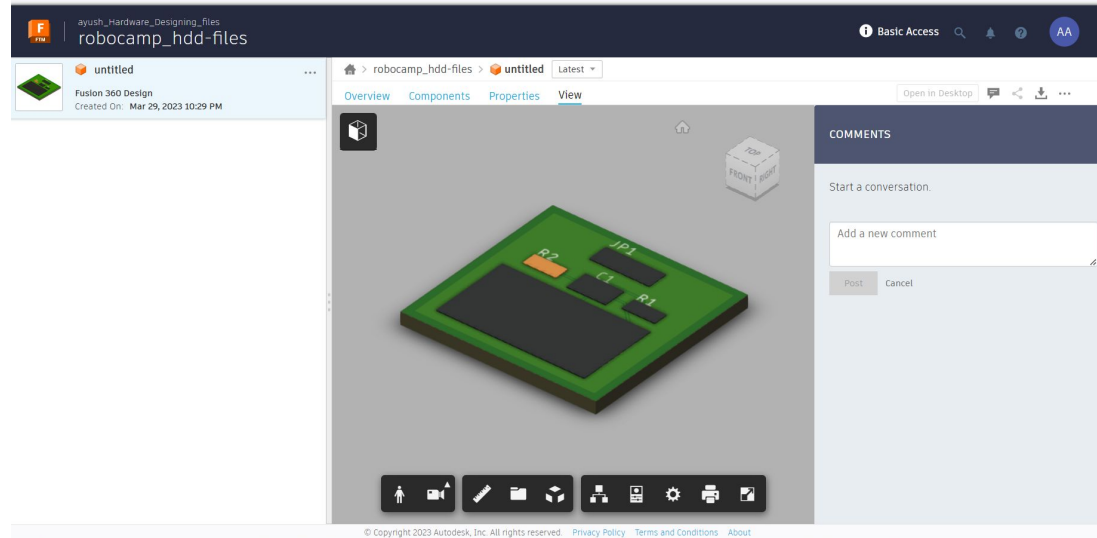 F
FTM
ayush_Hardware_Designing_files
robocamp_hdd-files
Basic Access
AA
untitled
Fusion 360 Design
Created On: Mar 29, 2023 10:29 PM
> robocamp_hdd-files > untitled Latest
Overview Components Properties View
Open in Desktop
TOP
FRONT RIGHT
JP1
R2
C1
R1
COMMENTS
Start a conversation.
Add a new comment
Post Cancel
© Copyright 2023 Autodesk, Inc. All rights reserved. Privacy Policy Terms and Conditions About